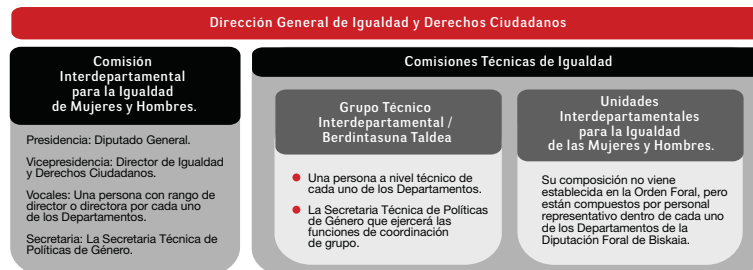 Dirección General de Igualdad y Derechos Ciudadanos
Comisión
Interdepartamental
para la Igualdad
de Mujeres y Hombres.
Presidencia: Diputado General.
Vicepresidencia: Director de Igualdad
y Derechos Ciudadanos.
Vocales: Una persona con rango de
director o directora por cada uno
de los Departamentos.
Secretaria: La Secretaria Técnica de
Políticas de Género.
Comisiones Técnicas de Igualdad
Grupo Técnico
Interdepartamental /
Berdintasuna Taldea
Una persona a nivel técnico de
cada uno de los Departamentos.
La Secretaria Técnica de Políticas
de Género que ejercerá las
funciones de coordinación
de grupo.
Unidades
Interdepartamentales
para la Igualdad
de las Mujeres y Hombres.
Su composición no viene
establecida en la Orden Foral, pero
están compuestos por personal
representativo dentro de cada uno
de los Departamentos de la
Diputación Foral de Biskaia.